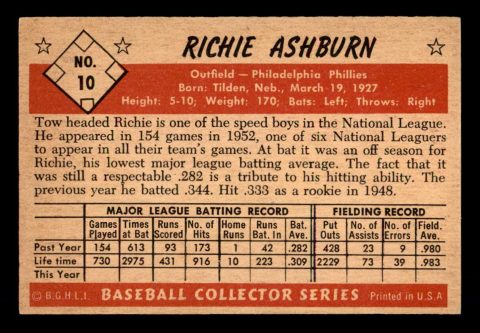 NO. 10
RICHIE ASHBURN
Outfield — Philadelphia Phillies
Born: Tilden, Neb., March 19, 1927
Height: 5-10; Weight: 170; Bats: Left; Throws: Right
Tow headed Richie is one of the speed boys in the National League.
He appeared in 154 games in 1952, one of six National Leaguers
to appear in all their team's games. At bat it was an off season for
Richie, his lowest major league batting average. The fact that it
was still a respectable .282 is a tribute to his hitting ability. The
previous year he batted .344. Hit .333 as a rookie in 1948.
MAJOR LEAGUE BATTING RECORD FIELDING RECORD
Games Played Times at Bat Runs Scored No. of Hits Home Runs Runs Bat. In Bat. Ave. Put Outs No. of Assists No. of Errors Field. Ave.
Past Year 154 613 93 173 1 42 .282 428 23 9 .980
Life time 730 2975 431 916 10 223 .309 2229 73 39 .983
This Year
© B.G.H.L.I. BASEBALL COLLECTOR SERIES Printed in U.S.A.